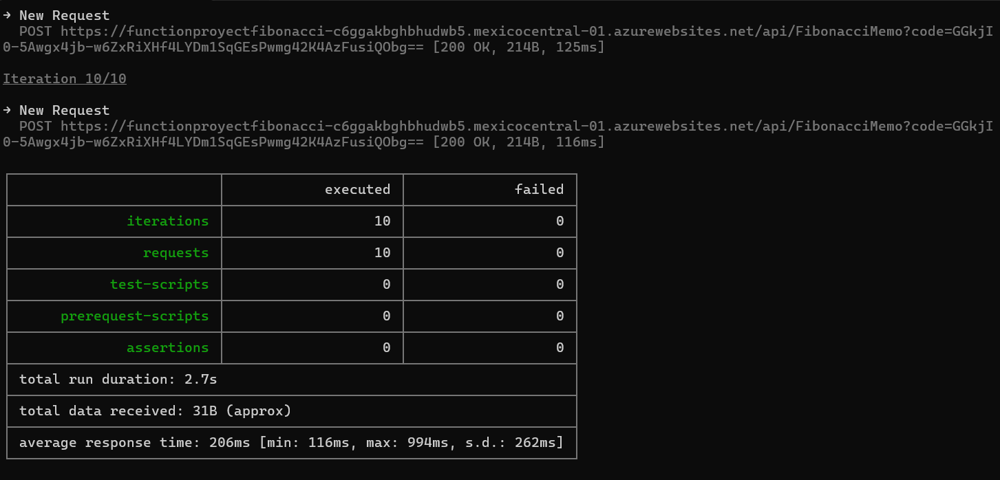 → New Request
POST https://functionproyectfibonacci-c6ggakbghbhudwb5.mexicocentral-01.azurewebsites.net/api/FibonacciMemo?code=GGkjI
0-5Awgx4jb-w6ZxRiXHf4LYDm1SqGEsPwmg42K4AzFusiQObg== [200 OK, 214B, 125ms]
Iteration 10/10
→ New Request
POST https://functionproyectfibonacci-c6ggakbghbhudwb5.mexicocentral-01.azurewebsites.net/api/FibonacciMemo?code=GGkjI
0-5Awgx4jb-w6ZxRiXHf4LYDm1SqGEsPwmg42K4AzFusiQObg== [200 OK, 214B, 116ms]
executed failed
iterations 10 0
requests 10 0
test-scripts 0 0
prerequest-scripts 0 0
assertions 0 0
total run duration: 2.7s
total data received: 31B (approx)
average response time: 206ms [min: 116ms, max: 994ms, s.d.: 262ms]